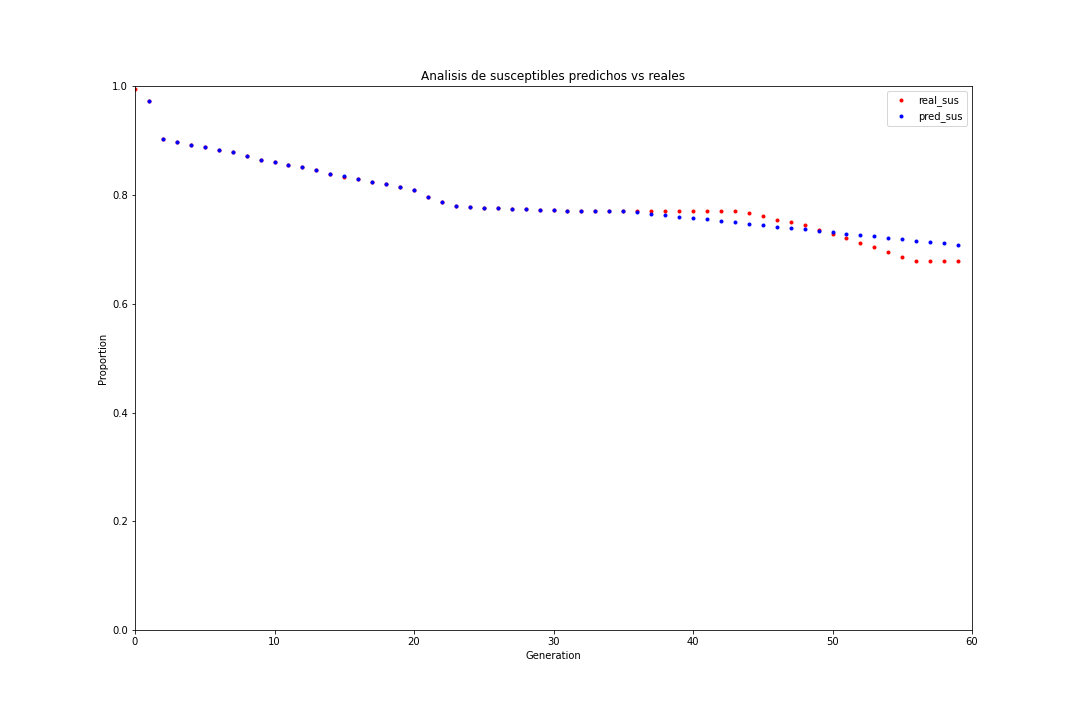 Analisis de susceptibles predichos vs reales
real_sus
pred_sus
1.0
0.8
0.6
0.4
0.2
0.0
Proportion
0 10 20 30 40 50 60
Generation